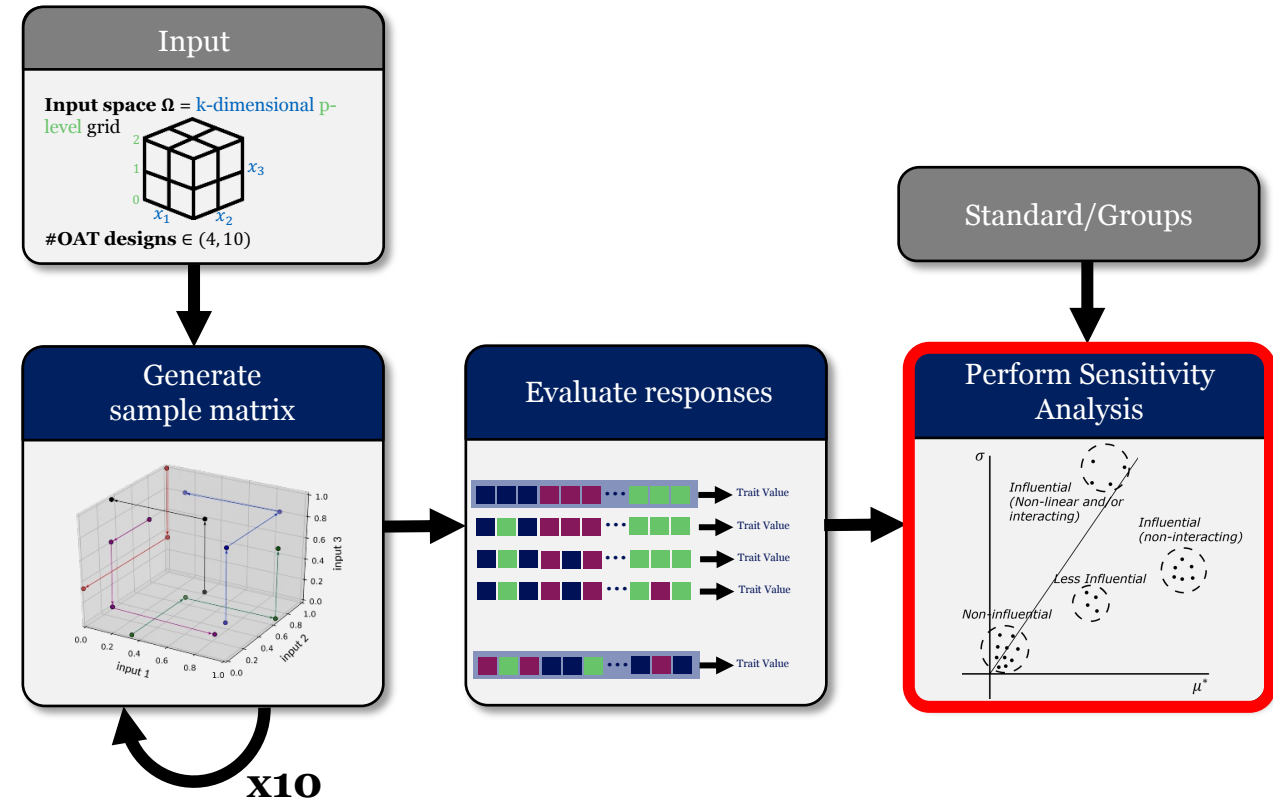 Input
Input space Ω = k-dimensional p-
level grid
2
1
0
x₁
x₂
x₃
#OAT designs ∈ (4, 10)
Standard/Groups
Generate
sample matrix
1.0
0.8
0.6
0.4
0.2
0.0
input 3
0.0
0.2
0.4
0.6
0.8
1.0
input 1
0.0
0.2
0.4
0.6
0.8
1.0
input 2
x10
Evaluate responses
···
Trait Value
···
Trait Value
···
Trait Value
···
Trait Value
···
Trait Value
Perform Sensitivity
Analysis
σ
Influential
(Non-linear and/or
interacting)
Influential
(non-interacting)
Less Influential
Non-influential
μ*